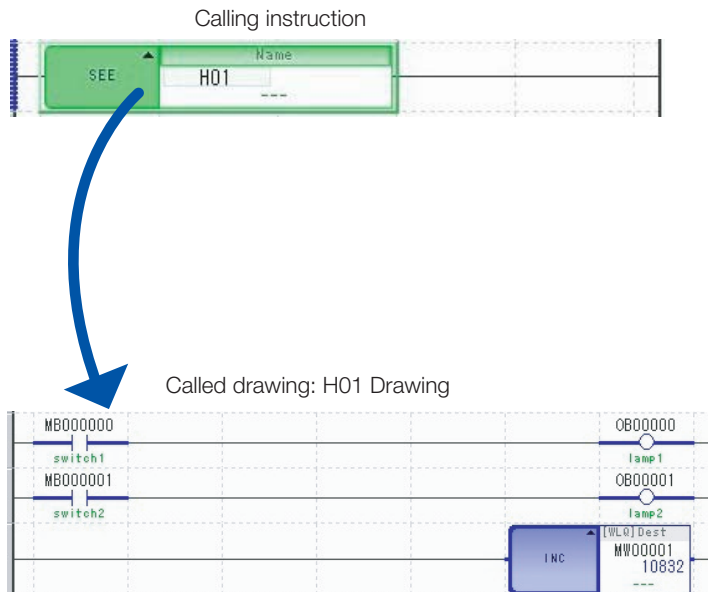 Calling instruction
SEE
Name
H01
---
Called drawing: H01 Drawing
MB000000
OB00000
switch1
lamp1
MB000001
OB00001
switch2
lamp2
[WLQ]Dest
INC
MW00001
10832
---